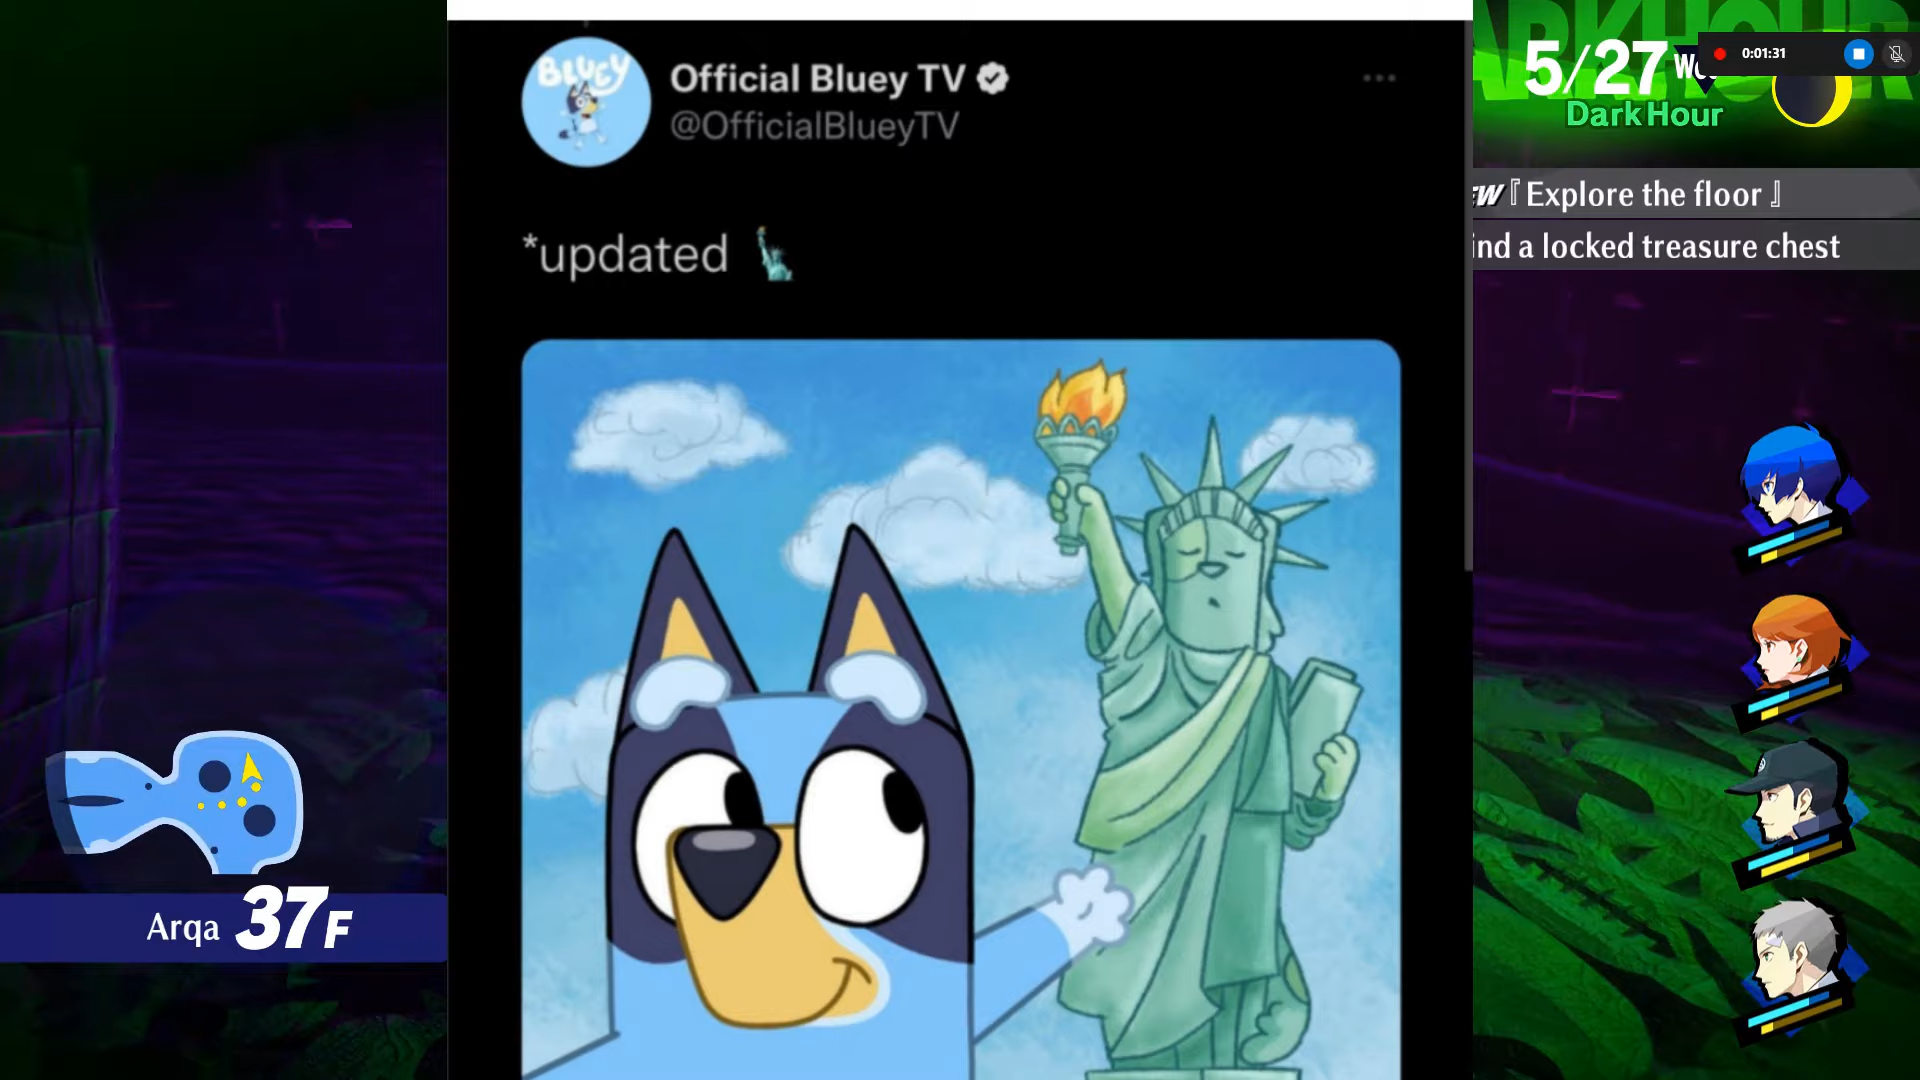 BLUEY
Official Bluey TV
@OfficialBlueyTV
*updated
5/27
Dark Hour
0:01:31
『Explore the floor』
ind a locked treasure chest
Arqa 37F